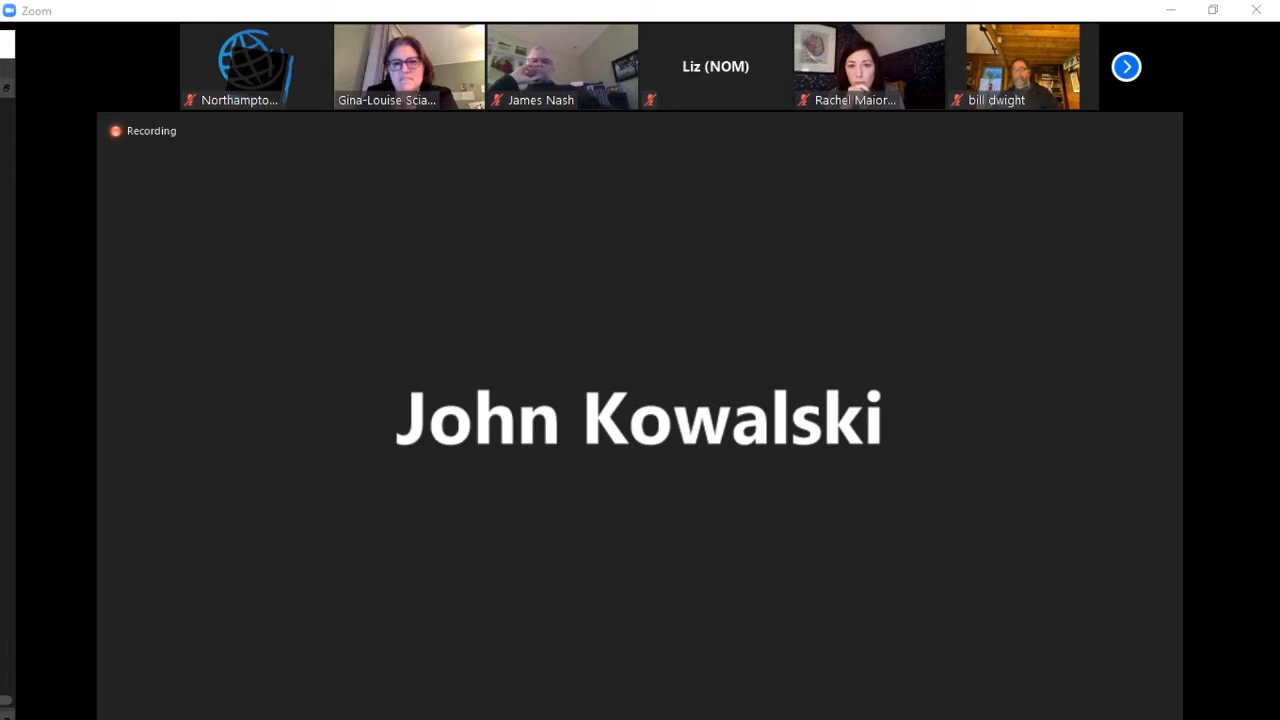 Zoom
Northampto...
Gina-Louise Scia...
James Nash
Liz (NOM)
Rachel Maior...
bill dwight
Recording
John Kowalski